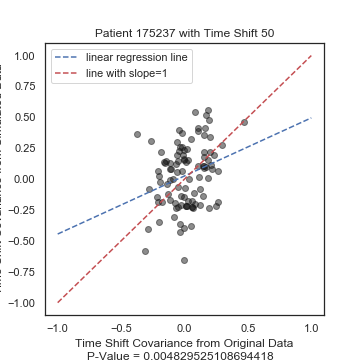 Patient 175237 with Time Shift 50
linear regression line
line with slope=1
1.00
0.75
0.50
0.25
0.00
−0.25
−0.50
−0.75
−1.00
−1.0 −0.5 0.0 0.5 1.0
Time Shift Covariance from Original Data
P-Value = 0.004829525108694418